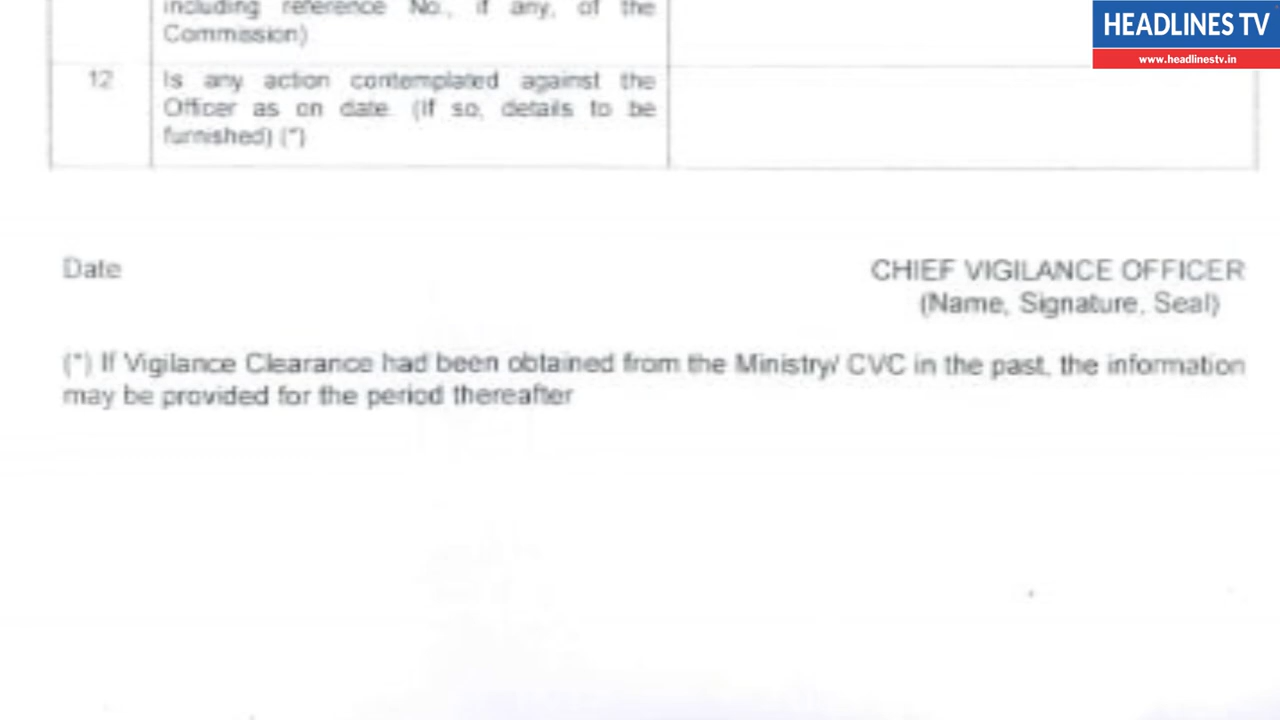 including reference No., if any, of the
Commission)
HEADLINES TV
www.headlinestv.in
12
Is any action contemplated against the
Officer as on date. (If so, details to be
furnished) (*)
Date
CHIEF VIGILANCE OFFICER
(Name, Signature, Seal)
(*) If Vigilance Clearance had been obtained from the Ministry/ CVC in the past, the information
may be provided for the period thereafter